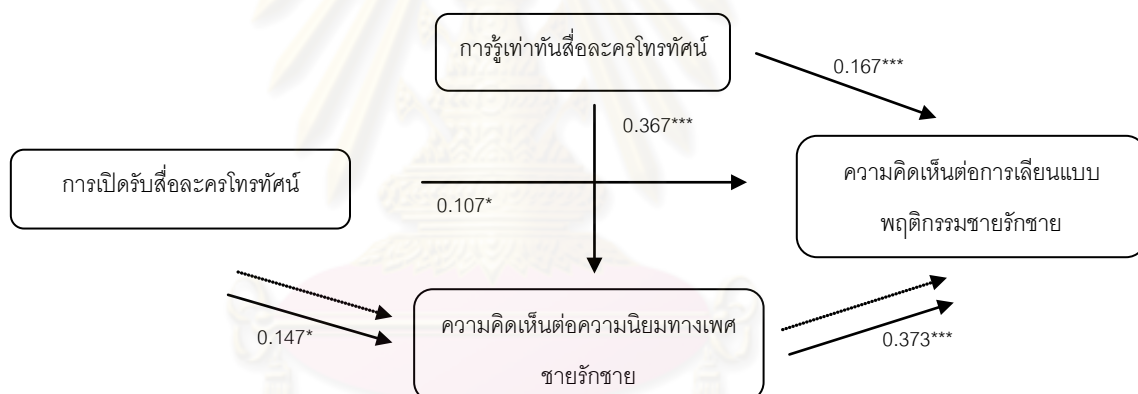 การรู้เท่าทันสื่อละครโทรทัศน์
0.167***
0.367***
การเปิดรับสื่อละครโทรทัศน์
0.107*
ความคิดเห็นต่อการเลียนแบบ
พฤติกรรมชายรักชาย
0.147*
ความคิดเห็นต่อความนิยมทางเพศ
ชายรักชาย
0.373***